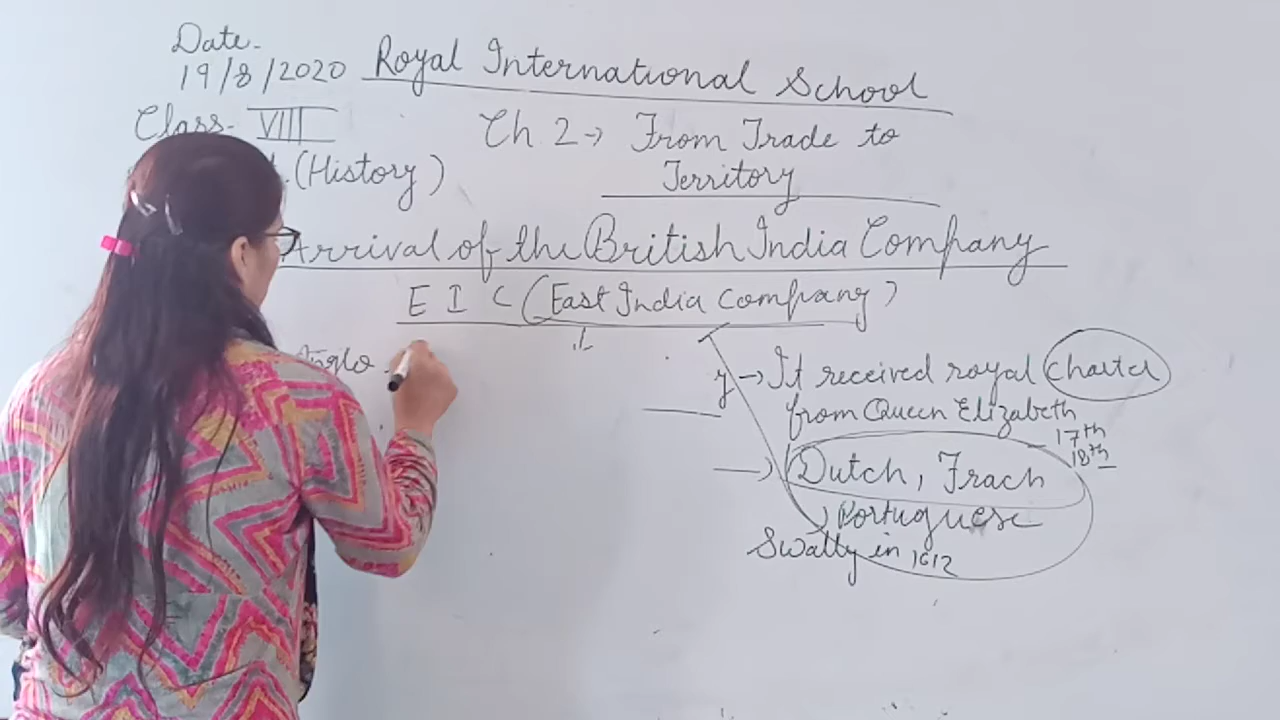 Date-
19/8/2020 Royal International School
Class- VIII
Ch. 2 → From Trade to
(History)
Territory
Arrival of the British India Company
E I C (East India Company)
Anglo -
→ It received royal charter
from Queen Elizabeth
17th
18th
Dutch, Frach
Portuguese
Swally in 1612